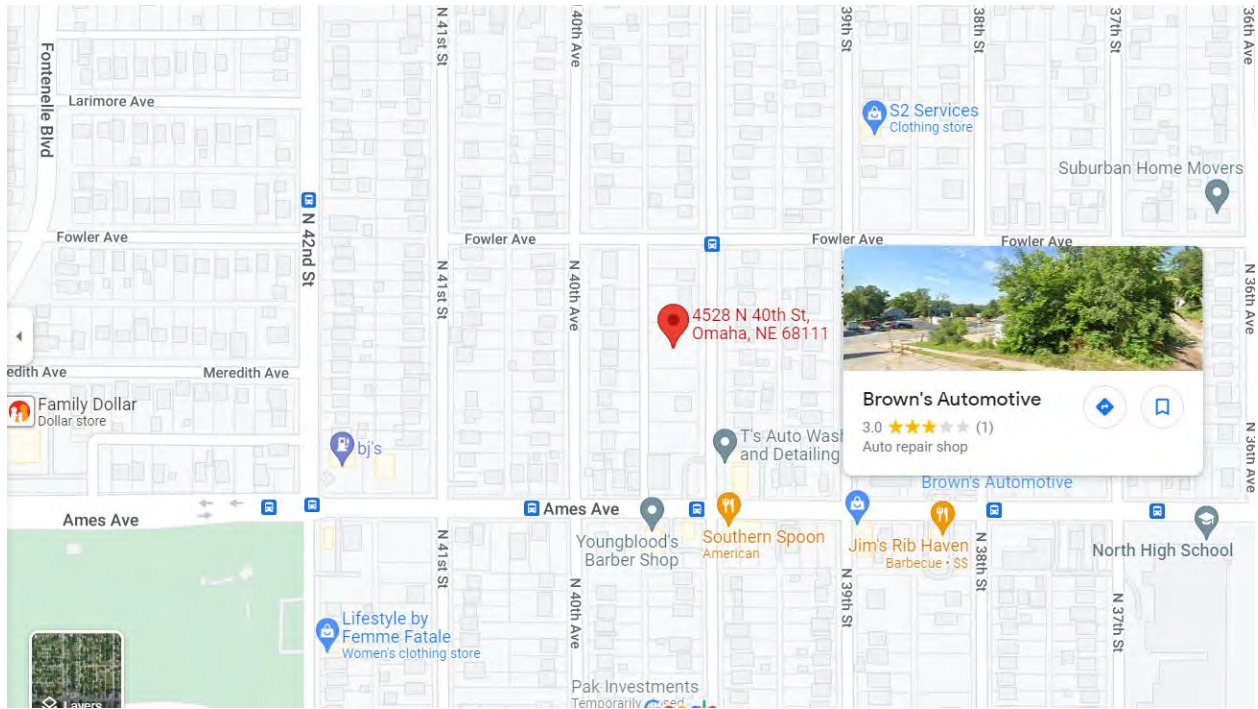 N 41st St
40th Ave
39th St
38th St
37th St
36th Ave
Fontenelle Blvd
Larimore Ave
S2 Services
Clothing store
Suburban Home Movers
N 42nd St
Fowler Ave
Fowler Ave
Fowler Ave
Fowler Ave
N 41st St
N 40th Ave
N 36th Ave
4528 N 40th St,
Omaha, NE 68111
edith Ave
Meredith Ave
Family Dollar
Dollar store
Brown's Automotive
3.0 (1)
Auto repair shop
bj's
T's Auto Wash
and Detailing
N 36th Ave
Brown's Automotive
Ames Ave
Ames Ave
Youngblood's
Barber Shop
Southern Spoon
American
Jim's Rib Haven
Barbecue • $$
North High School
N 41st St
N 40th Ave
N 39th St
N 38th St
N 37th St
Lifestyle by
Femme Fatale
Women's clothing store
Pak Investments
Temporarily
Google
Layers